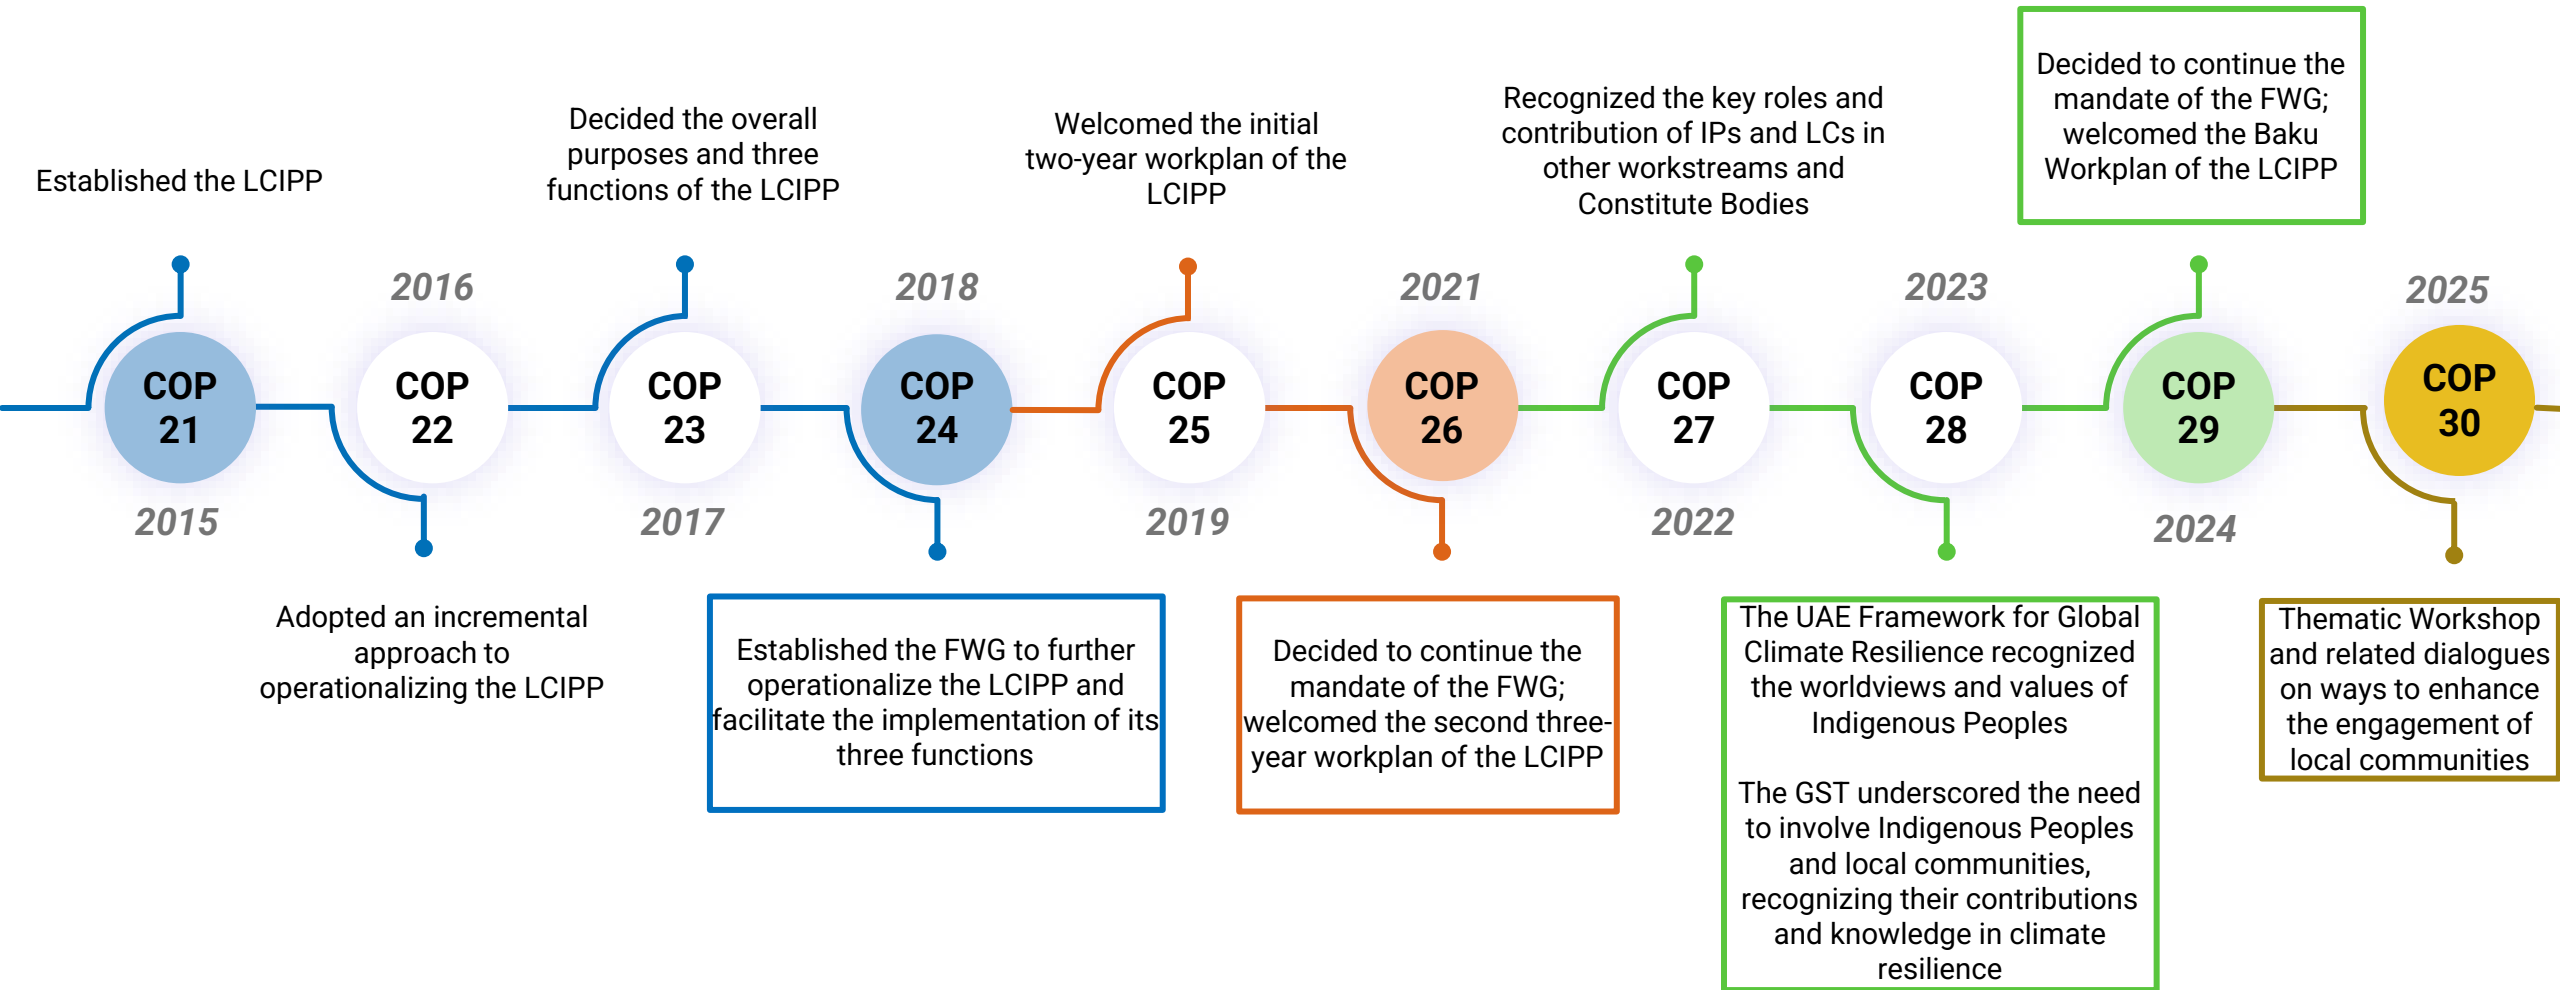 Established the LCIPP
COP
21
2015
2016
COP
22
Adopted an incremental
approach to
operationalizing the LCIPP
Decided the overall
purposes and three
functions of the LCIPP
COP
23
2017
2018
COP
24
Established the FWG to further
operationalize the LCIPP and
facilitate the implementation of its
three functions
Welcomed the initial
two-year workplan of the
LCIPP
COP
25
2019
2021
COP
26
Decided to continue the
mandate of the FWG;
welcomed the second three-
year workplan of the LCIPP
Recognized the key roles and
contribution of IPs and LCs in
other workstreams and
Constitute Bodies
COP
27
2022
2023
COP
28
The UAE Framework for Global
Climate Resilience recognized
the worldviews and values of
Indigenous Peoples
The GST underscored the need
to involve Indigenous Peoples
and local communities,
recognizing their contributions
and knowledge in climate
resilience
Decided to continue the
mandate of the FWG;
welcomed the Baku
Workplan of the LCIPP
COP
29
2024
2025
COP
30
Thematic Workshop
and related dialogues
on ways to enhance
the engagement of
local communities